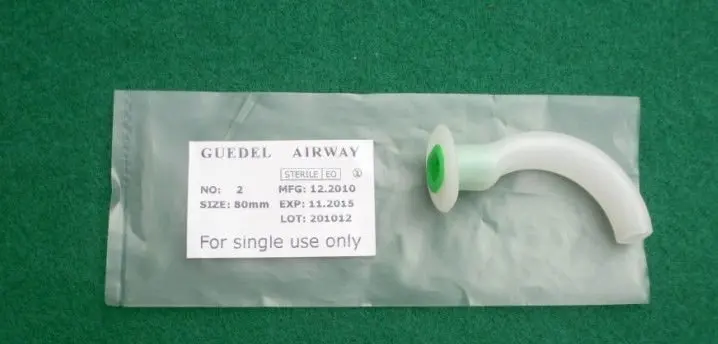 GUEDEL AIRWAY
STERILE EO ①
NO: 2 MFG: 12.2010
SIZE: 80mm EXP: 11.2015
LOT: 201012
For single use only